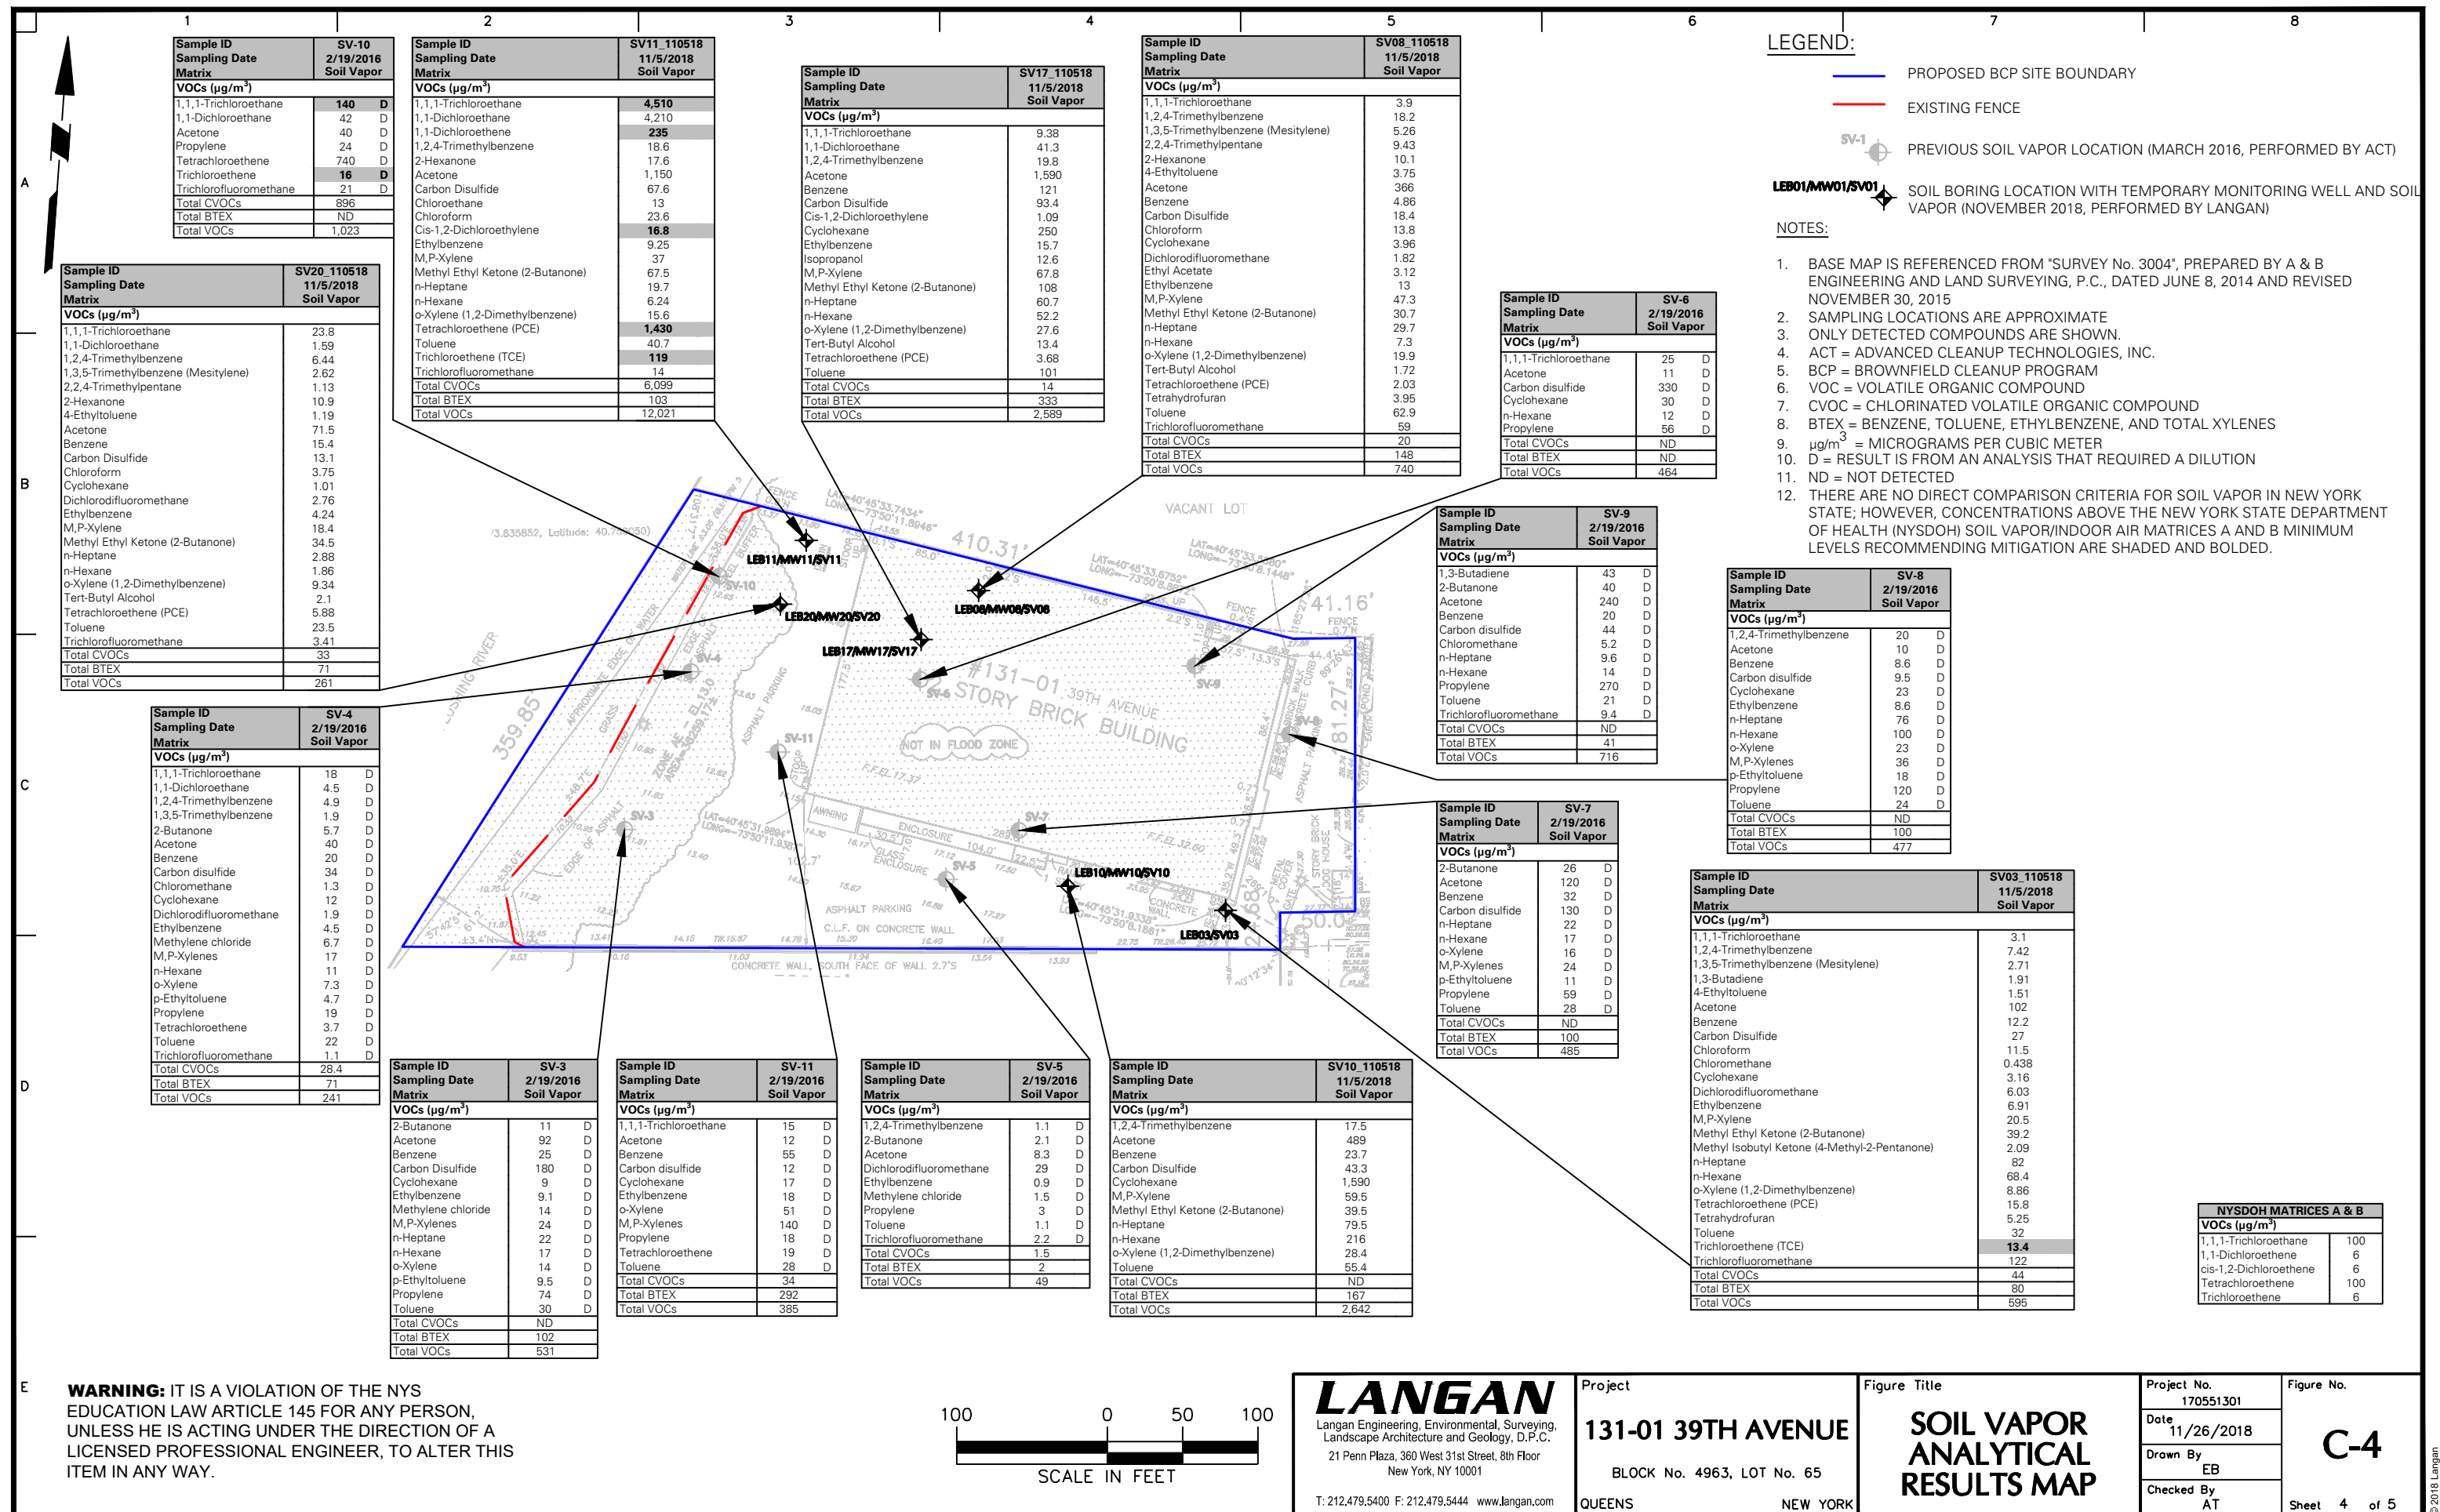 1 2 3 4 5 6 7 8
A
B
C
D
E
Sample ID SV-10
Sampling Date 2/19/2016
Matrix Soil Vapor
VOCs (µg/m³)
1,1,1-Trichloroethane 140 D
1,1-Dichloroethane 42 D
Acetone 40 D
Propylene 24 D
Tetrachloroethene 740 D
Trichloroethene 16 D
Trichlorofluoromethane 21 D
Total CVOCs 896
Total BTEX ND
Total VOCs 1,023
Sample ID SV11_110518
Sampling Date 11/5/2018
Matrix Soil Vapor
VOCs (µg/m³)
1,1,1-Trichloroethane 4,510
1,1-Dichloroethane 4,210
1,1-Dichloroethene 235
1,2,4-Trimethylbenzene 18.6
2-Hexanone 17.6
Acetone 1,150
Carbon Disulfide 67.6
Chloroethane 13
Chloroform 23.6
Cis-1,2-Dichloroethylene 16.8
Ethylbenzene 9.25
M,P-Xylene 37
Methyl Ethyl Ketone (2-Butanone) 67.5
n-Heptane 19.7
n-Hexane 6.24
o-Xylene (1,2-Dimethylbenzene) 15.6
Tetrachloroethene (PCE) 1,430
Toluene 40.7
Trichloroethene (TCE) 119
Trichlorofluoromethane 14
Total CVOCs 6,099
Total BTEX 103
Total VOCs 12,021
Sample ID SV17_110518
Sampling Date 11/5/2018
Matrix Soil Vapor
VOCs (µg/m³)
1,1,1-Trichloroethane 9.38
1,1-Dichloroethane 41.3
1,2,4-Trimethylbenzene 19.8
Acetone 1,590
Benzene 121
Carbon Disulfide 93.4
Cis-1,2-Dichloroethylene 1.09
Cyclohexane 250
Ethylbenzene 15.7
Isopropanol 12.6
M,P-Xylene 67.8
Methyl Ethyl Ketone (2-Butanone) 108
n-Heptane 60.7
n-Hexane 52.2
o-Xylene (1,2-Dimethylbenzene) 27.6
Tert-Butyl Alcohol 13.4
Tetrachloroethene (PCE) 3.68
Toluene 101
Total CVOCs 14
Total BTEX 333
Total VOCs 2,589
Sample ID SV08_110518
Sampling Date 11/5/2018
Matrix Soil Vapor
VOCs (µg/m³)
1,1,1-Trichloroethane 3.9
1,2,4-Trimethylbenzene 18.2
1,3,5-Trimethylbenzene (Mesitylene) 5.26
2,2,4-Trimethylpentane 9.43
2-Hexanone 10.1
4-Ethyltoluene 3.75
Acetone 366
Benzene 4.86
Carbon Disulfide 18.4
Chloroform 13.8
Cyclohexane 3.96
Dichlorodifluoromethane 1.82
Ethyl Acetate 3.12
Ethylbenzene 13
M,P-Xylene 47.3
Methyl Ethyl Ketone (2-Butanone) 30.7
n-Heptane 29.7
n-Hexane 7.3
o-Xylene (1,2-Dimethylbenzene) 19.9
Tert-Butyl Alcohol 1.72
Tetrachloroethene (PCE) 2.03
Tetrahydrofuran 3.95
Toluene 62.9
Trichlorofluoromethane 59
Total CVOCs 20
Total BTEX 148
Total VOCs 740
LEGEND:
PROPOSED BCP SITE BOUNDARY
EXISTING FENCE
SV-1 PREVIOUS SOIL VAPOR LOCATION (MARCH 2016, PERFORMED BY ACT)
LEB01/MW01/SV01 SOIL BORING LOCATION WITH TEMPORARY MONITORING WELL AND SOIL
VAPOR (NOVEMBER 2018, PERFORMED BY LANGAN)
NOTES:
1. BASE MAP IS REFERENCED FROM "SURVEY No. 3004", PREPARED BY A & B
ENGINEERING AND LAND SURVEYING, P.C., DATED JUNE 8, 2014 AND REVISED
NOVEMBER 30, 2015
2. SAMPLING LOCATIONS ARE APPROXIMATE
3. ONLY DETECTED COMPOUNDS ARE SHOWN.
4. ACT = ADVANCED CLEANUP TECHNOLOGIES, INC.
5. BCP = BROWNFIELD CLEANUP PROGRAM
6. VOC = VOLATILE ORGANIC COMPOUND
7. CVOC = CHLORINATED VOLATILE ORGANIC COMPOUND
8. BTEX = BENZENE, TOLUENE, ETHYLBENZENE, AND TOTAL XYLENES
9. µg/m³ = MICROGRAMS PER CUBIC METER
10. D = RESULT IS FROM AN ANALYSIS THAT REQUIRED A DILUTION
11. ND = NOT DETECTED
12. THERE ARE NO DIRECT COMPARISON CRITERIA FOR SOIL VAPOR IN NEW YORK
STATE; HOWEVER, CONCENTRATIONS ABOVE THE NEW YORK STATE DEPARTMENT
OF HEALTH (NYSDOH) SOIL VAPOR/INDOOR AIR MATRICES A AND B MINIMUM
LEVELS RECOMMENDING MITIGATION ARE SHADED AND BOLDED.
Sample ID SV20_110518
Sampling Date 11/5/2018
Matrix Soil Vapor
VOCs (µg/m³)
1,1,1-Trichloroethane 23.8
1,1-Dichloroethane 1.59
1,2,4-Trimethylbenzene 6.44
1,3,5-Trimethylbenzene (Mesitylene) 2.62
2,2,4-Trimethylpentane 1.13
2-Hexanone 10.9
4-Ethyltoluene 1.19
Acetone 71.5
Benzene 15.4
Carbon Disulfide 13.1
Chloroform 3.75
Cyclohexane 1.01
Dichlorodifluoromethane 2.76
Ethylbenzene 4.24
M,P-Xylene 18.4
Methyl Ethyl Ketone (2-Butanone) 34.5
n-Heptane 2.88
n-Hexane 1.86
o-Xylene (1,2-Dimethylbenzene) 9.34
Tert-Butyl Alcohol 2.1
Tetrachloroethene (PCE) 5.88
Toluene 23.5
Trichlorofluoromethane 3.41
Total CVOCs 33
Total BTEX 71
Total VOCs 261
Sample ID SV-6
Sampling Date 2/19/2016
Matrix Soil Vapor
VOCs (µg/m³)
1,1,1-Trichloroethane 25 D
Acetone 11 D
Carbon disulfide 330 D
Cyclohexane 30 D
n-Hexane 12 D
Propylene 56 D
Total CVOCs ND
Total BTEX ND
Total VOCs 464
Sample ID SV-9
Sampling Date 2/19/2016
Matrix Soil Vapor
VOCs (µg/m³)
1,3-Butadiene 43 D
2-Butanone 40 D
Acetone 240 D
Benzene 20 D
Carbon disulfide 44 D
Chloromethane 5.2 D
n-Heptane 9.6 D
n-Hexane 14 D
Propylene 270 D
Toluene 21 D
Trichlorofluoromethane 9.4 D
Total CVOCs ND
Total BTEX 41
Total VOCs 716
Sample ID SV-8
Sampling Date 2/19/2016
Matrix Soil Vapor
VOCs (µg/m³)
1,2,4-Trimethylbenzene 20 D
Acetone 10 D
Benzene 8.6 D
Carbon disulfide 9.5 D
Cyclohexane 23 D
Ethylbenzene 8.6 D
n-Heptane 76 D
n-Hexane 100 D
o-Xylene 23 D
M,P-Xylenes 36 D
p-Ethyltoluene 18 D
Propylene 120 D
Toluene 24 D
Total CVOCs ND
Total BTEX 100
Total VOCs 477
VACANT LOT
410.31'
41.16'
359.85
81.27'
LEB11/MW11/SV11
SV-10
LEB20/MW20/SV20
LEB08/MW08/SV08
LEB17/MW17/SV17
SV-4
SV-6
SV-9
SV-8
SV-11
SV-3
SV-7
SV-5
LEB10/MW10/SV10
LEB03/SV03
#131-01 39TH AVENUE
STORY BRICK BUILDING
NOT IN FLOOD ZONE
F.F.EL.17.37
F.F.EL.32.60
ASPHALT PARKING
APPROXIMATE EDGE OF WATER
GRASS
EDGE OF ASPHALT
AWNING
ENCLOSURE
GLASS
ENCLOSURE
ASPHALT PARKING
C.L.F. ON CONCRETE WALL
CONCRETE WALL, SOUTH FACE OF WALL 2.7'S
Sample ID SV-4
Sampling Date 2/19/2016
Matrix Soil Vapor
VOCs (µg/m³)
1,1,1-Trichloroethane 18 D
1,1-Dichloroethane 4.5 D
1,2,4-Trimethylbenzene 4.9 D
1,3,5-Trimethylbenzene 1.9 D
2-Butanone 5.7 D
Acetone 40 D
Benzene 20 D
Carbon disulfide 34 D
Chloromethane 1.3 D
Cyclohexane 12 D
Dichlorodifluoromethane 1.9 D
Ethylbenzene 4.5 D
Methylene chloride 6.7 D
M,P-Xylenes 17 D
n-Hexane 11 D
o-Xylene 7.3 D
p-Ethyltoluene 4.7 D
Propylene 19 D
Tetrachloroethene 3.7 D
Toluene 22 D
Trichlorofluoromethane 1.1 D
Total CVOCs 28.4
Total BTEX 71
Total VOCs 241
Sample ID SV-7
Sampling Date 2/19/2016
Matrix Soil Vapor
VOCs (µg/m³)
2-Butanone 26 D
Acetone 120 D
Benzene 32 D
Carbon disulfide 130 D
n-Heptane 22 D
n-Hexane 17 D
o-Xylene 16 D
M,P-Xylenes 24 D
p-Ethyltoluene 11 D
Propylene 59 D
Toluene 28 D
Total CVOCs ND
Total BTEX 100
Total VOCs 485
Sample ID SV03_110518
Sampling Date 11/5/2018
Matrix Soil Vapor
VOCs (µg/m³)
1,1,1-Trichloroethane 3.1
1,2,4-Trimethylbenzene 7.42
1,3,5-Trimethylbenzene (Mesitylene) 2.71
1,3-Butadiene 1.91
4-Ethyltoluene 1.51
Acetone 102
Benzene 12.2
Carbon Disulfide 27
Chloroform 11.5
Chloromethane 0.438
Cyclohexane 3.16
Dichlorodifluoromethane 6.03
Ethylbenzene 6.91
M,P-Xylene 20.5
Methyl Ethyl Ketone (2-Butanone) 39.2
Methyl Isobutyl Ketone (4-Methyl-2-Pentanone) 2.09
n-Heptane 82
n-Hexane 68.4
o-Xylene (1,2-Dimethylbenzene) 8.86
Tetrachloroethene (PCE) 15.8
Tetrahydrofuran 5.25
Toluene 32
Trichloroethene (TCE) 13.4
Trichlorofluoromethane 122
Total CVOCs 44
Total BTEX 80
Total VOCs 595
Sample ID SV-3
Sampling Date 2/19/2016
Matrix Soil Vapor
VOCs (µg/m³)
2-Butanone 11 D
Acetone 92 D
Benzene 25 D
Carbon Disulfide 180 D
Cyclohexane 9 D
Ethylbenzene 9.1 D
Methylene chloride 14 D
M,P-Xylenes 24 D
n-Heptane 22 D
n-Hexane 17 D
o-Xylene 14 D
p-Ethyltoluene 9.5 D
Propylene 74 D
Toluene 30 D
Total CVOCs ND
Total BTEX 102
Total VOCs 531
Sample ID SV-11
Sampling Date 2/19/2016
Matrix Soil Vapor
VOCs (µg/m³)
1,1,1-Trichloroethane 15 D
Acetone 12 D
Benzene 55 D
Carbon disulfide 12 D
Cyclohexane 17 D
Ethylbenzene 18 D
o-Xylene 51 D
M,P-Xylenes 140 D
Propylene 18 D
Tetrachloroethene 19 D
Toluene 28 D
Total CVOCs 34
Total BTEX 292
Total VOCs 385
Sample ID SV-5
Sampling Date 2/19/2016
Matrix Soil Vapor
VOCs (µg/m³)
1,2,4-Trimethylbenzene 1.1 D
2-Butanone 2.1 D
Acetone 8.3 D
Dichlorodifluoromethane 29 D
Ethylbenzene 0.9 D
Methylene chloride 1.5 D
Propylene 3 D
Toluene 1.1 D
Trichlorofluoromethane 2.2 D
Total CVOCs 1.5
Total BTEX 2
Total VOCs 49
Sample ID SV10_110518
Sampling Date 11/5/2018
Matrix Soil Vapor
VOCs (µg/m³)
1,2,4-Trimethylbenzene 17.5
Acetone 489
Benzene 23.7
Carbon Disulfide 43.3
Cyclohexane 1,590
M,P-Xylene 59.5
Methyl Ethyl Ketone (2-Butanone) 39.5
n-Heptane 79.5
n-Hexane 216
o-Xylene (1,2-Dimethylbenzene) 28.4
Toluene 55.4
Total CVOCs ND
Total BTEX 167
Total VOCs 2,642
NYSDOH MATRICES A & B
VOCs (µg/m³)
1,1,1-Trichloroethane 100
1,1-Dichloroethene 6
cis-1,2-Dichloroethene 6
Tetrachloroethene 100
Trichloroethene 6
WARNING: IT IS A VIOLATION OF THE NYS
EDUCATION LAW ARTICLE 145 FOR ANY PERSON,
UNLESS HE IS ACTING UNDER THE DIRECTION OF A
LICENSED PROFESSIONAL ENGINEER, TO ALTER THIS
ITEM IN ANY WAY.
100 0 50 100
SCALE IN FEET
LANGAN
Langan Engineering, Environmental, Surveying,
Landscape Architecture and Geology, D.P.C.
21 Penn Plaza, 360 West 31st Street, 8th Floor
New York, NY 10001
T: 212.479.5400 F: 212.479.5444 www.langan.com
Project
131-01 39TH AVENUE
BLOCK No. 4963, LOT No. 65
QUEENS NEW YORK
Figure Title
SOIL VAPOR
ANALYTICAL
RESULTS MAP
Project No.
170551301
Date
11/26/2018
Drawn By
EB
Checked By
AT
Figure No.
C-4
Sheet 4 of 5
© 2018 Langan